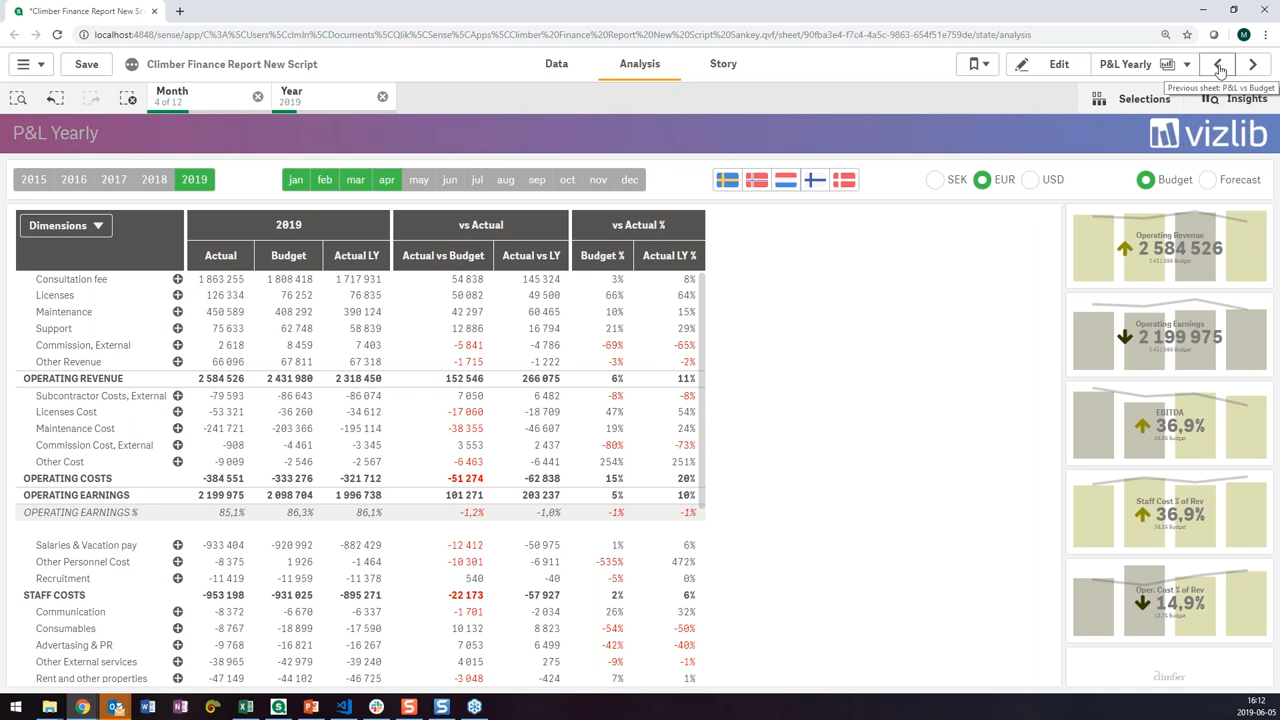 *Climber Finance Report New Sc
localhost:4848/sense/app/C%3A%5CUsers%5Cclmln%5CDocuments%5CQlik%5CSense%5CApps%5CClimber%20Finance%20Report%20New%20Script%20Sankey.qvf/sheet/90fba3e4-f7c4-4a5c-9863-654f51e759de/state/analysis
M
Save
Climber Finance Report New Script
Data
Analysis
Story
Edit
P&L Yearly
Previous sheet: P&L vs Budget
Month
4 of 12
Year
2019
Selections
Insights
P&L Yearly
vizlib
2015 2016 2017 2018 2019
jan feb mar apr may jun jul aug sep oct nov dec
SEK EUR USD
Budget Forecast
Dimensions 2019 vs Actual vs Actual %
Actual Budget Actual LY Actual vs Budget Actual vs LY Budget % Actual LY %
Consultation fee 1 863 255 1 808 418 1 717 931 54 838 145 324 3% 8%
Licenses 126 334 76 252 76 835 50 082 49 500 66% 64%
Maintenance 450 589 408 292 390 124 42 297 60 465 10% 15%
Support 75 633 62 748 58 839 12 886 16 794 21% 29%
Commission, External 2 618 8 459 7 403 -5 841 -4 786 -69% -65%
Other Revenue 66 096 67 811 67 318 -1 715 -1 222 -3% -2%
OPERATING REVENUE 2 584 526 2 431 980 2 318 450 152 546 266 075 6% 11%
Subcontractor Costs, External -79 593 -86 643 -86 074 7 050 6 482 -8% -8%
Licenses Cost -53 321 -36 260 -34 612 -17 060 -18 709 47% 54%
Maintenance Cost -241 721 -203 366 -195 114 -38 355 -46 607 19% 24%
Commission Cost, External -908 -4 461 -3 345 3 553 2 437 -80% -73%
Other Cost -9 009 -2 546 -2 567 -6 463 -6 441 254% 251%
OPERATING COSTS -384 551 -333 276 -321 712 -51 274 -62 838 15% 20%
OPERATING EARNINGS 2 199 975 2 098 704 1 996 738 101 271 203 237 5% 10%
OPERATING EARNINGS % 85,1% 86,3% 86,1% -1,2% -1,0% -1% -1%
Salaries & Vacation pay -933 404 -920 992 -882 429 -12 412 -50 975 1% 6%
Other Personnel Cost -8 375 1 926 -1 464 -10 301 -6 911 -535% 472%
Recruitment -11 419 -11 959 -11 378 540 -40 -5% 0%
STAFF COSTS -953 198 -931 025 -895 271 -22 173 -57 927 2% 6%
Communication -8 372 -6 670 -6 337 -1 701 -2 034 26% 32%
Consumables -8 767 -18 899 -17 590 10 132 8 823 -54% -50%
Advertasing & PR -9 768 -16 821 -16 267 7 053 6 499 -42% -40%
Other External services -38 965 -42 979 -39 240 4 015 275 -9% -1%
Rent and other properties -47 149 -44 102 -46 725 -3 048 -424 7% 1%
Operating Revenue
2 584 526
2 431 980 Budget
Operating Earnings
2 199 975
EBITDA
36,9%
Staff Cost % of Rev
36,9%
Oper. Cost % of Rev
14,9%
climber
16:12
2019-06-05